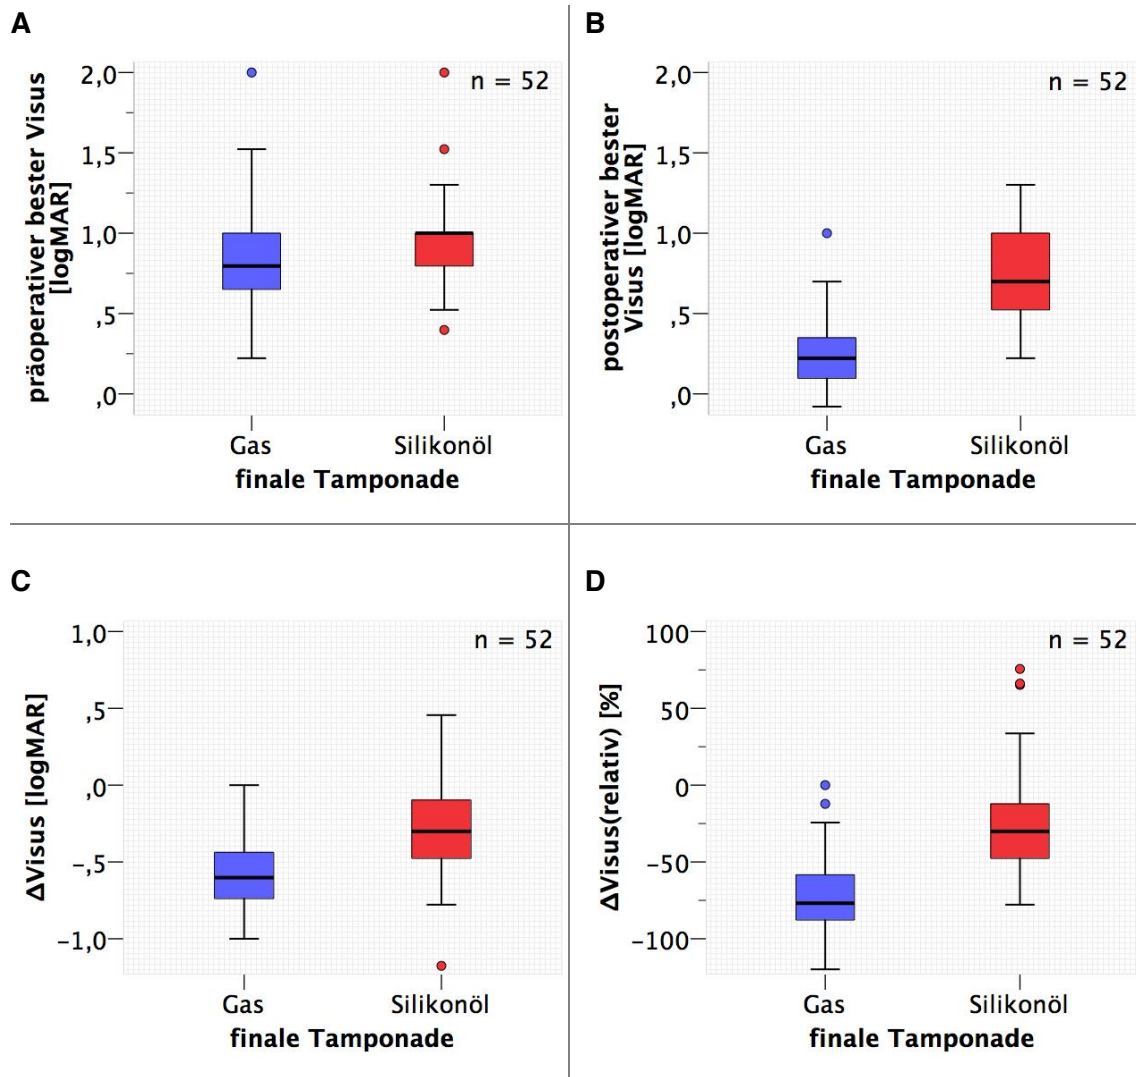 A
präoperativer bester Visus
[logMAR]
2,0
1,5
1,0
,5
,0
n = 52
Gas
Silikonöl
finale Tamponade
B
postoperativer bester
Visus [logMAR]
2,0
1,5
1,0
,5
,0
n = 52
Gas
Silikonöl
finale Tamponade
C
ΔVisus [logMAR]
1,0
,5
,0
-,5
-1,0
n = 52
Gas
Silikonöl
finale Tamponade
D
ΔVisus(relativ) [%]
100
50
0
-50
-100
n = 52
Gas
Silikonöl
finale Tamponade